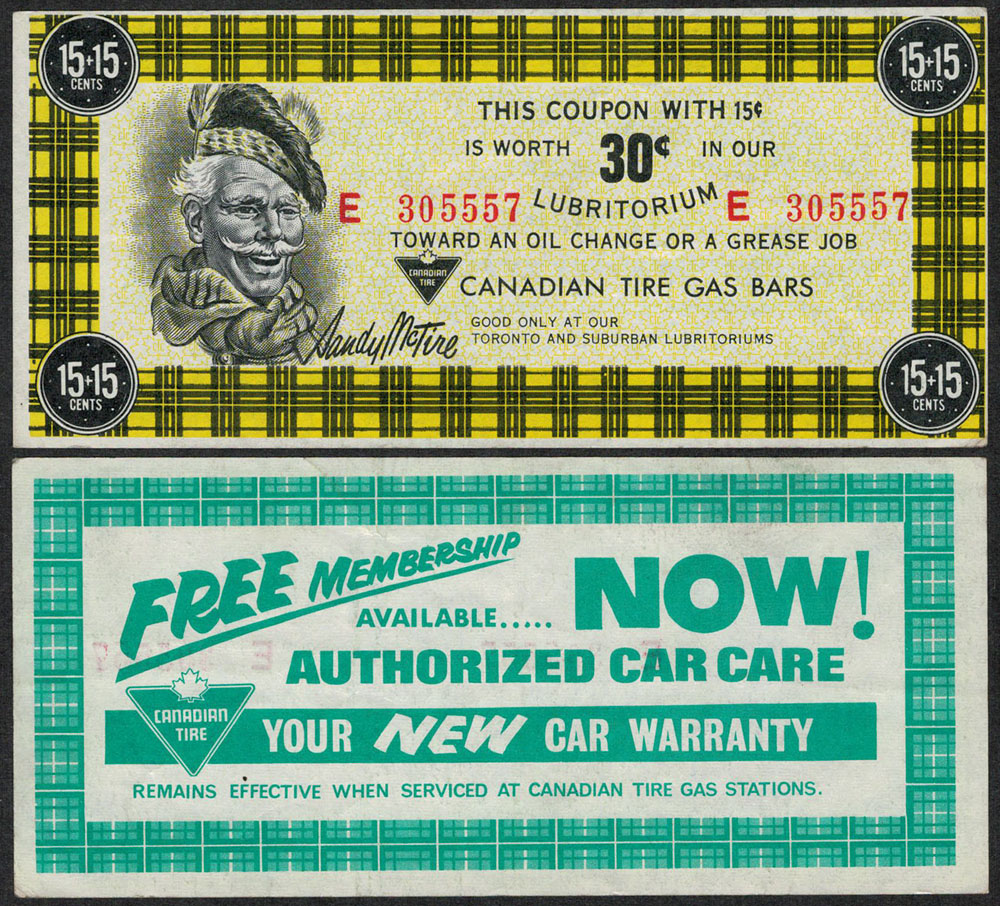 15+15
CENTS
15+15
CENTS
THIS COUPON WITH 15¢
IS WORTH 30¢ IN OUR
E 305557 LUBRITORIUM E 305557
TOWARD AN OIL CHANGE OR A GREASE JOB
CANADIAN
TIRE
CANADIAN TIRE GAS BARS
Sandy McTire
GOOD ONLY AT OUR
TORONTO AND SUBURBAN LUBRITORIUMS
15+15
CENTS
15+15
CENTS
FREE MEMBERSHIP
AVAILABLE..... NOW!
AUTHORIZED CAR CARE
CANADIAN
TIRE
YOUR NEW CAR WARRANTY
REMAINS EFFECTIVE WHEN SERVICED AT CANADIAN TIRE GAS STATIONS.